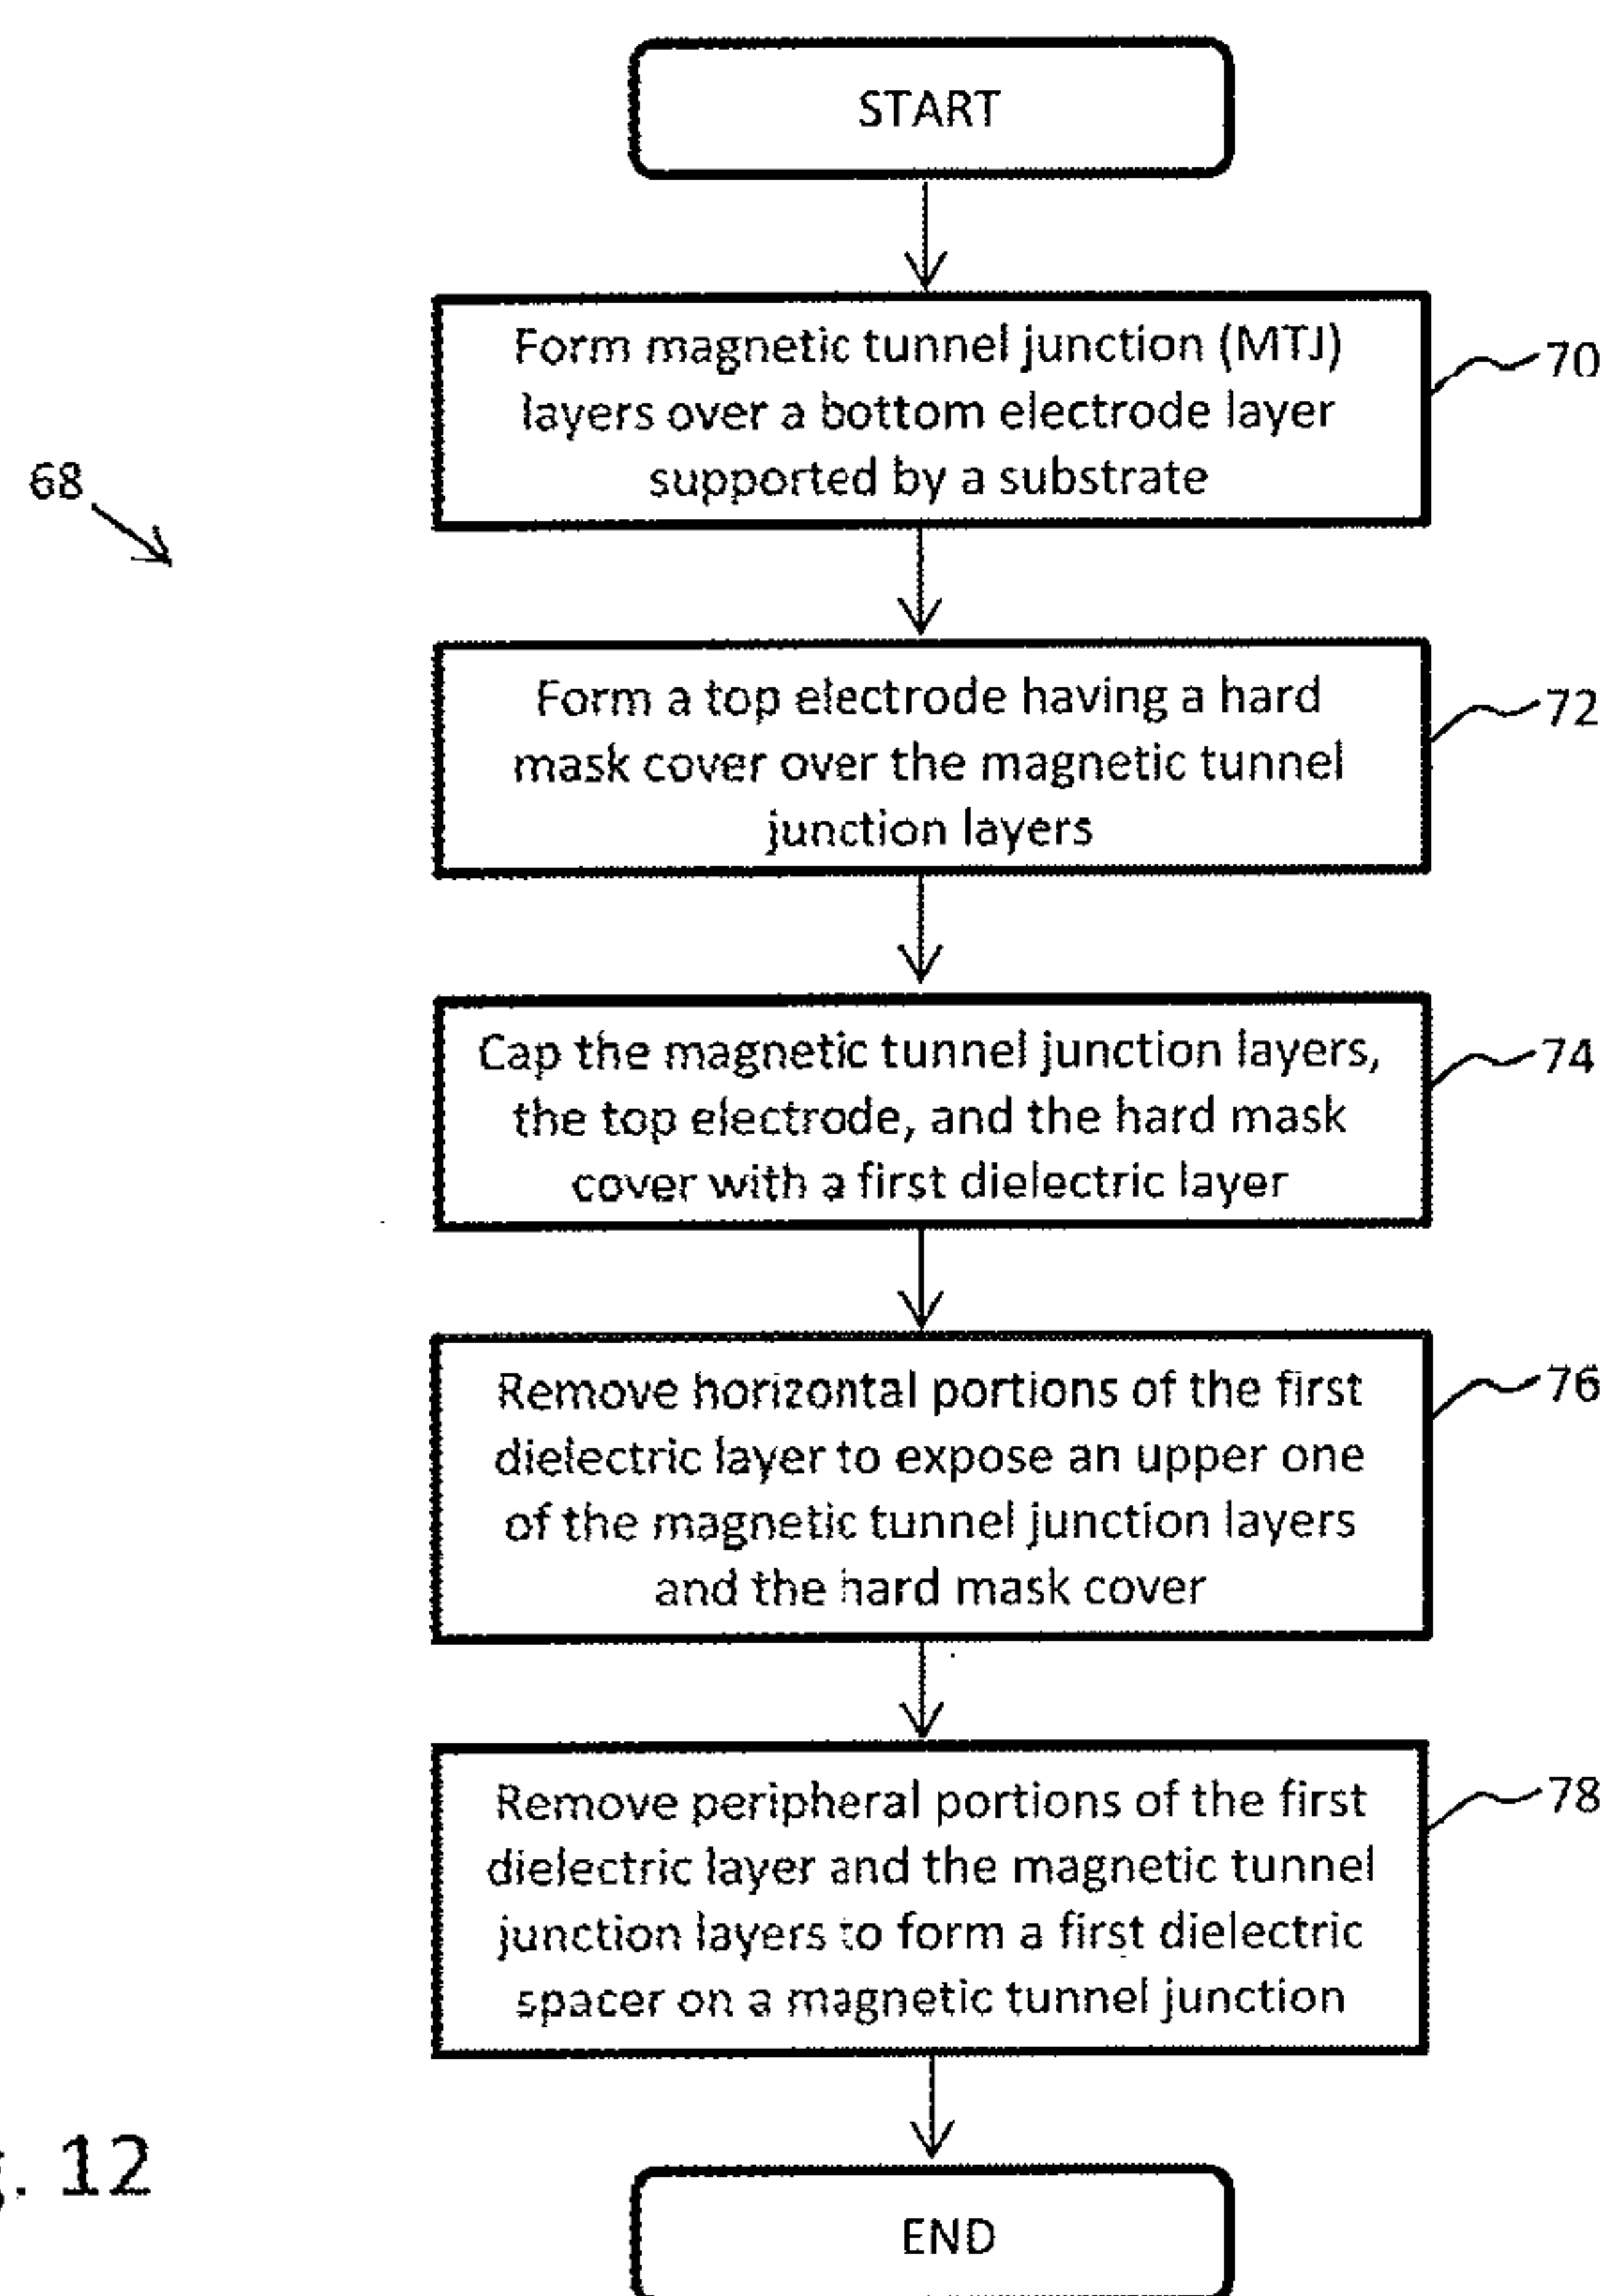 START
Form magnetic tunnel junction (MTJ)
layers over a bottom electrode layer
supported by a substrate
70
68
Form a top electrode having a hard
mask cover over the magnetic tunnel
junction layers
72
Cap the magnetic tunnel junction layers,
the top electrode, and the hard mask
cover with a first dielectric layer
74
Remove horizontal portions of the first
dielectric layer to expose an upper one
of the magnetic tunnel junction layers
and the hard mask cover
76
Remove peripheral portions of the first
dielectric layer and the magnetic tunnel
junction layers to form a first dielectric
spacer on a magnetic tunnel junction
78
12
END